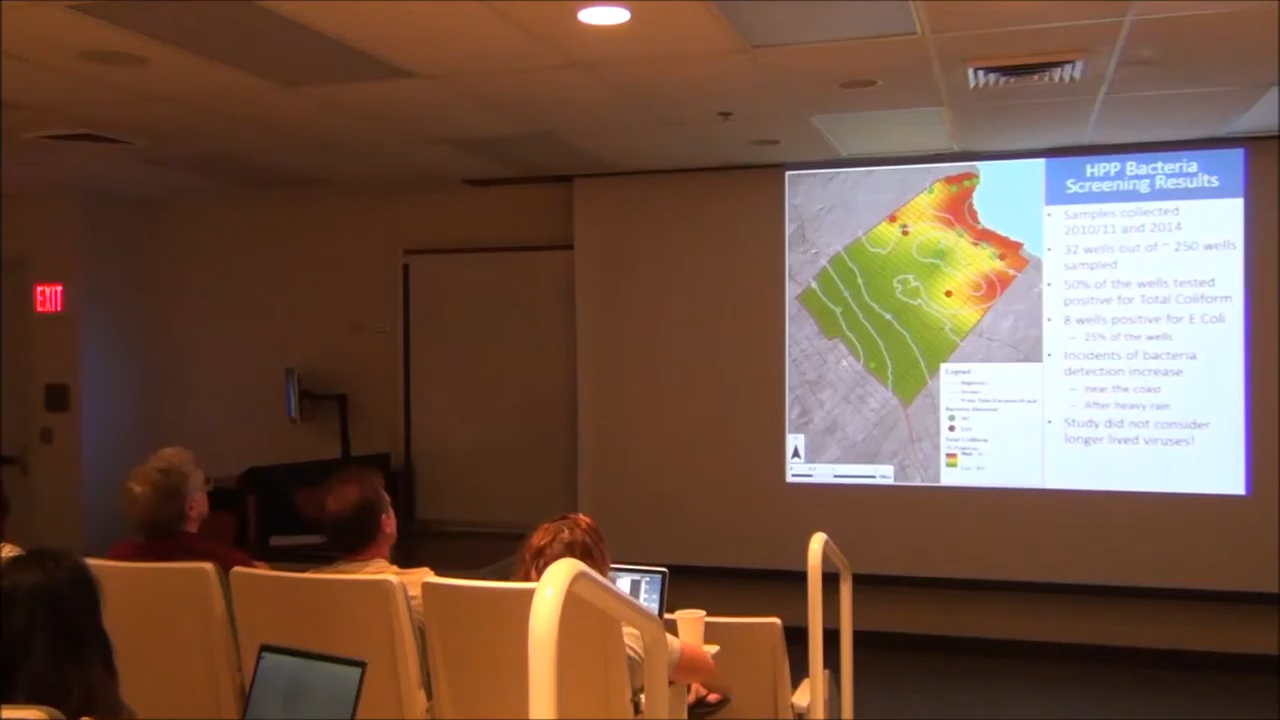 EXIT
HPP Bacteria
Screening Results
• Samples collected
2010/11 and 2014
• 32 wells out of ~ 250 wells
sampled
• 50% of the wells tested
positive for Total Coliform
• 8 wells positive for E Coli
– 25% of the wells
• Incidents of bacteria
detection increase
– near the coast
– After heavy rain
• Study did not consider
longer lived viruses!
Legend
Total Coliform